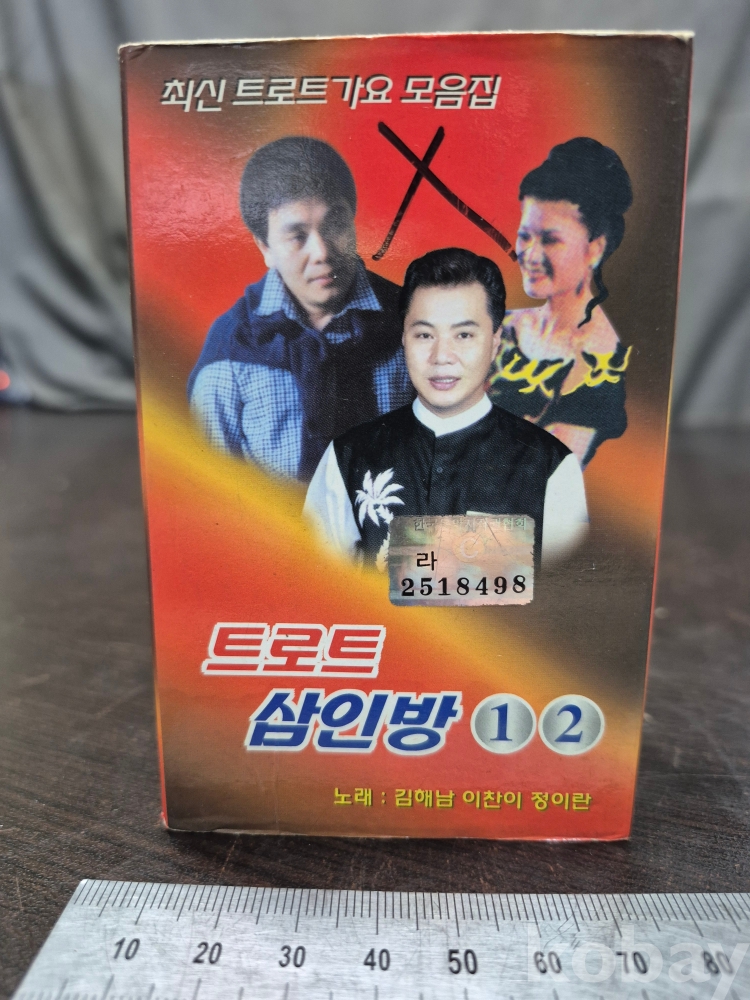 최신 트로트가요 모음집
라
2518498
트로트
삼인방 1 2
노래 : 김해남 이찬이 정이란
10 20 30 40 50 60 70 80
kobay